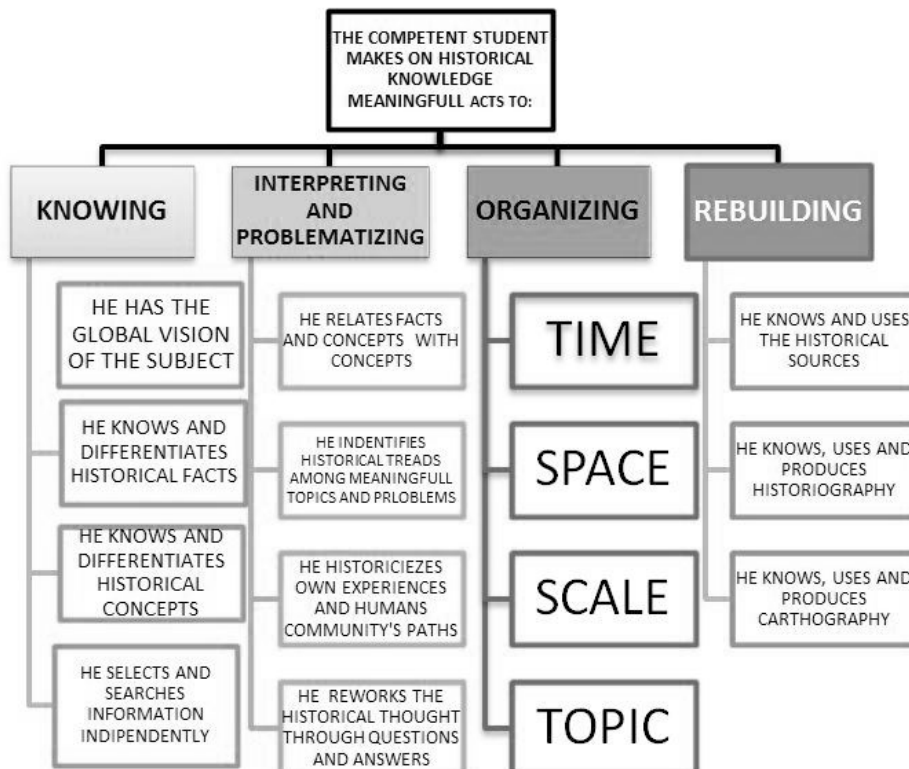 THE COMPETENT STUDENT
MAKES ON HISTORICAL
KNOWLEDGE
MEANINGFULL ACTS TO:
KNOWING
HE HAS THE
GLOBAL VISION
OF THE SUBJECT
HE KNOWS AND
DIFFERENTIATES
HISTORICAL FACTS
HE KNOWS AND
DIFFERENTIATES
HISTORICAL
CONCEPTS
HE SELECTS AND
SEARCHES
INFORMATION
INDIPENDENTLY
INTERPRETING
AND
PROBLEMATIZING
HE RELATES FACTS
AND CONCEPTS WITH
CONCEPTS
HE INDENTIFIES
HISTORICAL TREADS
AMONG MEANINGFULL
TOPICS AND PRLOBLEMS
HE HISTORICIEZES
OWN EXPERIENCES
AND HUMANS
COMMUNITY'S PATHS
HE REWORKS THE
HISTORICAL THOUGHT
THROUGH QUESTIONS
AND ANSWERS
ORGANIZING
TIME
SPACE
SCALE
TOPIC
REBUILDING
HE KNOWS AND USES
THE HISTORICAL
SOURCES
HE KNOWS, USES AND
PRODUCES
HISTORIOGRAPHY
HE KNOWS, USES AND
PRODUCES
CARTHOGRAPHY